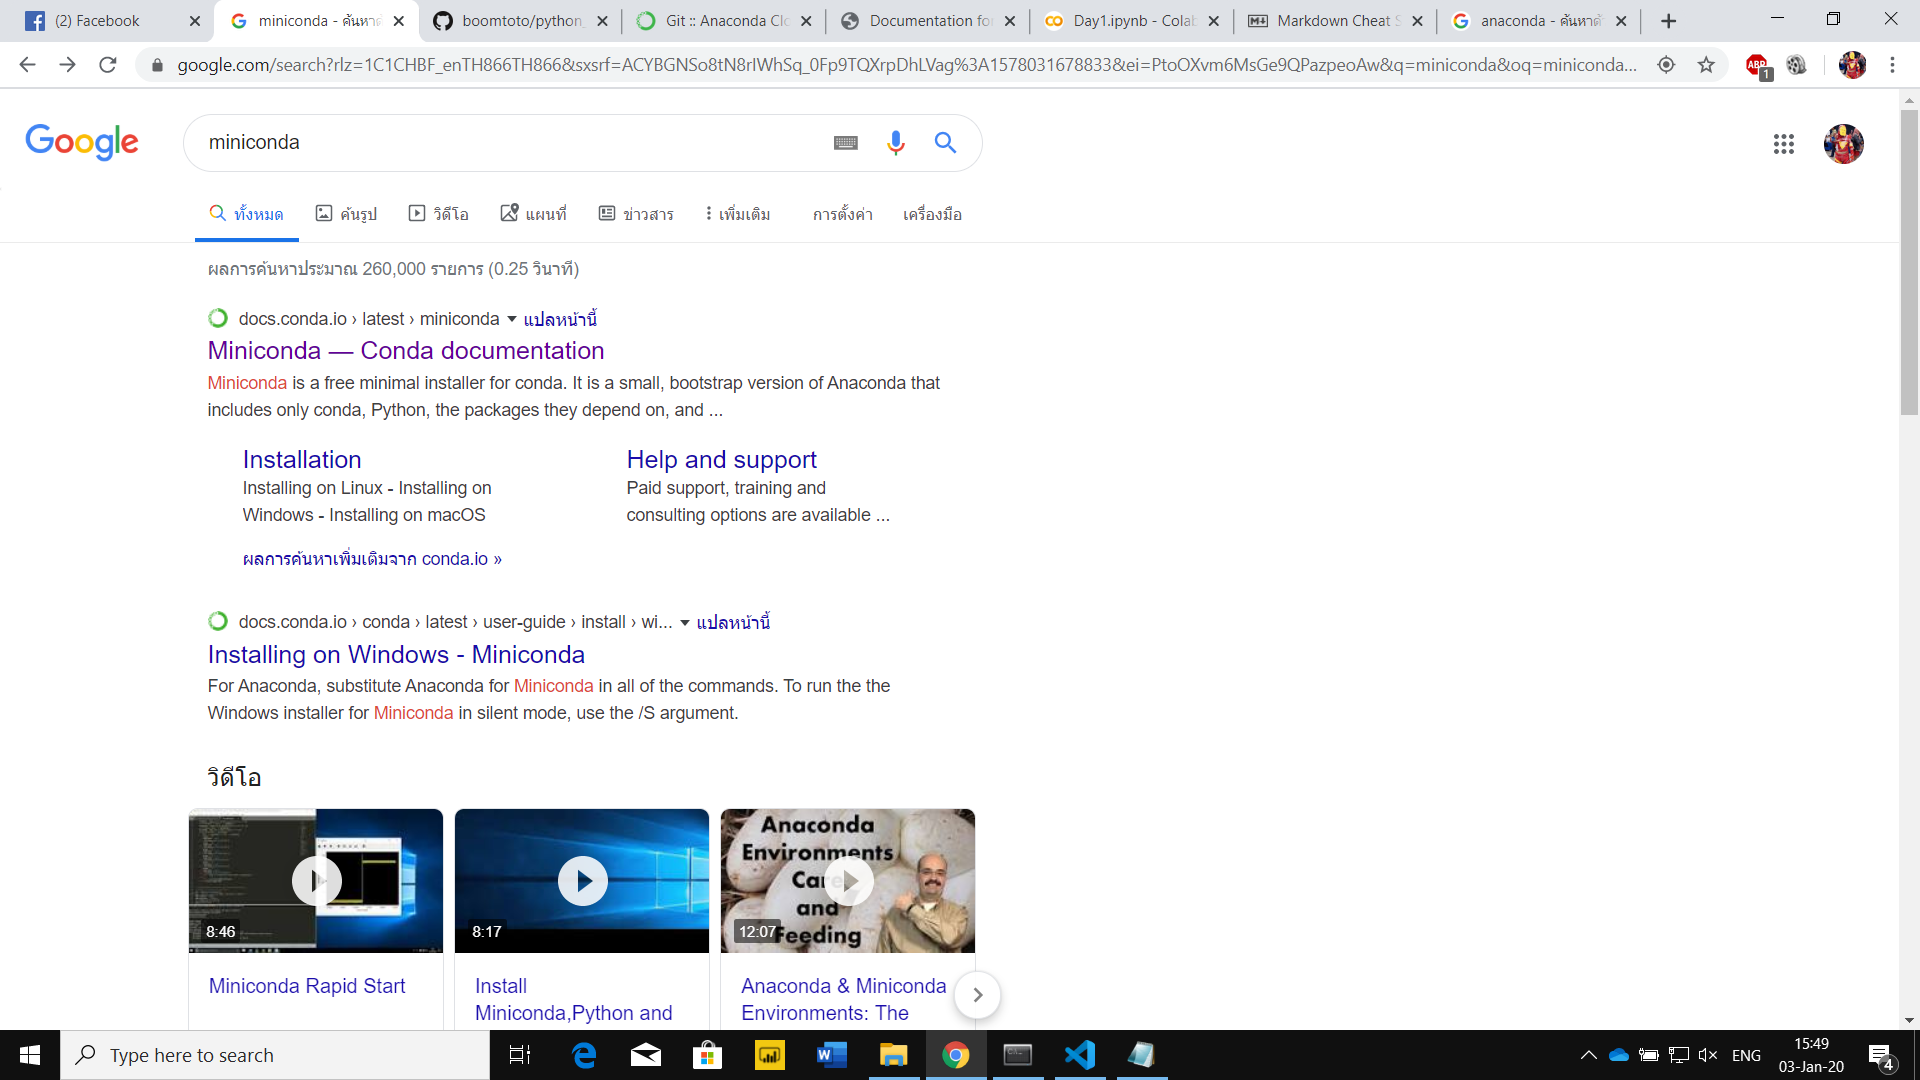 (2) Facebook
miniconda - ค้นหาด้
boomtoto/python_
Git :: Anaconda Clo
Documentation for
Day1.ipynb - Colab
Markdown Cheat S
anaconda - ค้นหาด้
google.com/search?rlz=1C1CHBF_enTH866TH866&sxsrf=ACYBGNSo8tN8rIWhSq_0Fp9TQXrpDhLVag%3A1578031678833&ei=PtoOXvm6MsGe9QPazpeoAw&q=miniconda&oq=miniconda...
ABP
1
Google
miniconda
ทั้งหมด
ค้นรูป
วิดีโอ
แผนที่
ข่าวสาร
เพิ่มเติม
การตั้งค่า
เครื่องมือ
ผลการค้นหาประมาณ 260,000 รายการ (0.25 วินาที)
docs.conda.io › latest › miniconda แปลหน้านี้
Miniconda — Conda documentation
Miniconda is a free minimal installer for conda. It is a small, bootstrap version of Anaconda that
includes only conda, Python, the packages they depend on, and ...
Installation
Installing on Linux - Installing on
Windows - Installing on macOS
Help and support
Paid support, training and
consulting options are available ...
ผลการค้นหาเพิ่มเติมจาก conda.io »
docs.conda.io › conda › latest › user-guide › install › wi... แปลหน้านี้
Installing on Windows - Miniconda
For Anaconda, substitute Anaconda for Miniconda in all of the commands. To run the the
Windows installer for Miniconda in silent mode, use the /S argument.
วิดีโอ
8:46
Miniconda Rapid Start
8:17
Install
Miniconda,Python and
Anaconda
Environments
Care
and
Feeding
12:07
Anaconda & Miniconda
Environments: The
Type here to search
ENG
15:49
03-Jan-20
4